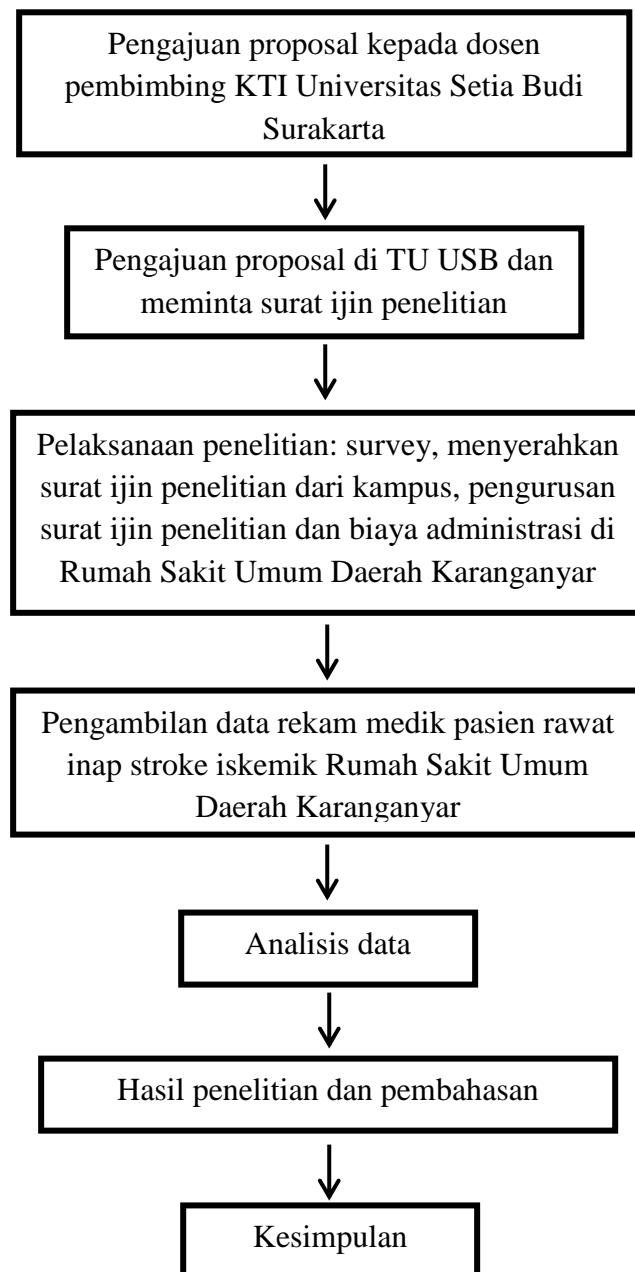 Pengajuan proposal kepada dosen
pembimbing KTI Universitas Setia Budi
Surakarta
Pengajuan proposal di TU USB dan
meminta surat ijin penelitian
Pelaksanaan penelitian: survey, menyerahkan
surat ijin penelitian dari kampus, pengurusan
surat ijin penelitian dan biaya administrasi di
Rumah Sakit Umum Daerah Karanganyar
Pengambilan data rekam medik pasien rawat
inap stroke iskemik Rumah Sakit Umum
Daerah Karanganyar
Analisis data
Hasil penelitian dan pembahasan
Kesimpulan